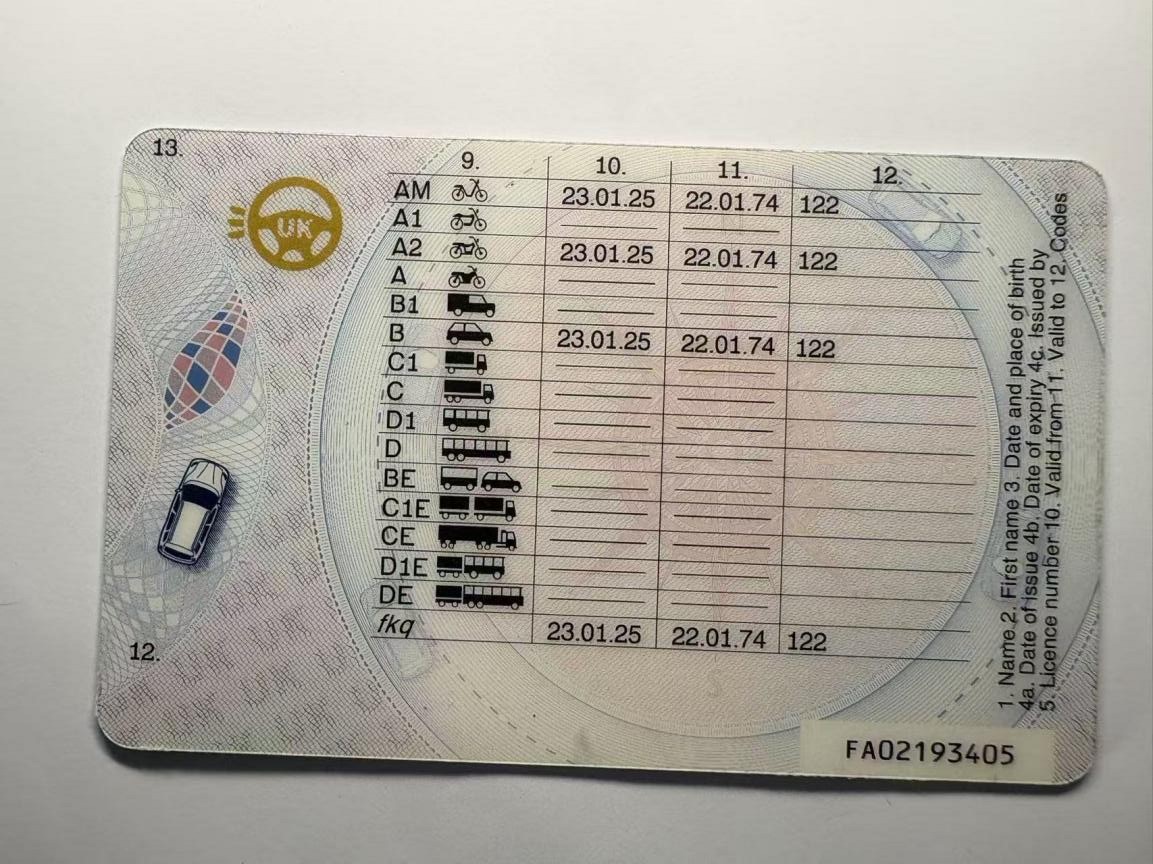 13.
9. 10. 11. 12.
UK
AM 23.01.25 22.01.74 122
A1
A2 23.01.25 22.01.74 122
A
B1
B 23.01.25 22.01.74 122
C1
C
D1
D
BE
C1E
CE
D1E
DE
fkq 23.01.25 22.01.74 122
12.
1. Name 2. First name 3. Date and place of birth
4a. Date of issue 4b. Date of expiry 4c. Issued by
5. Licence number 10. Valid from 11. Valid to 12. Codes
FA02193405